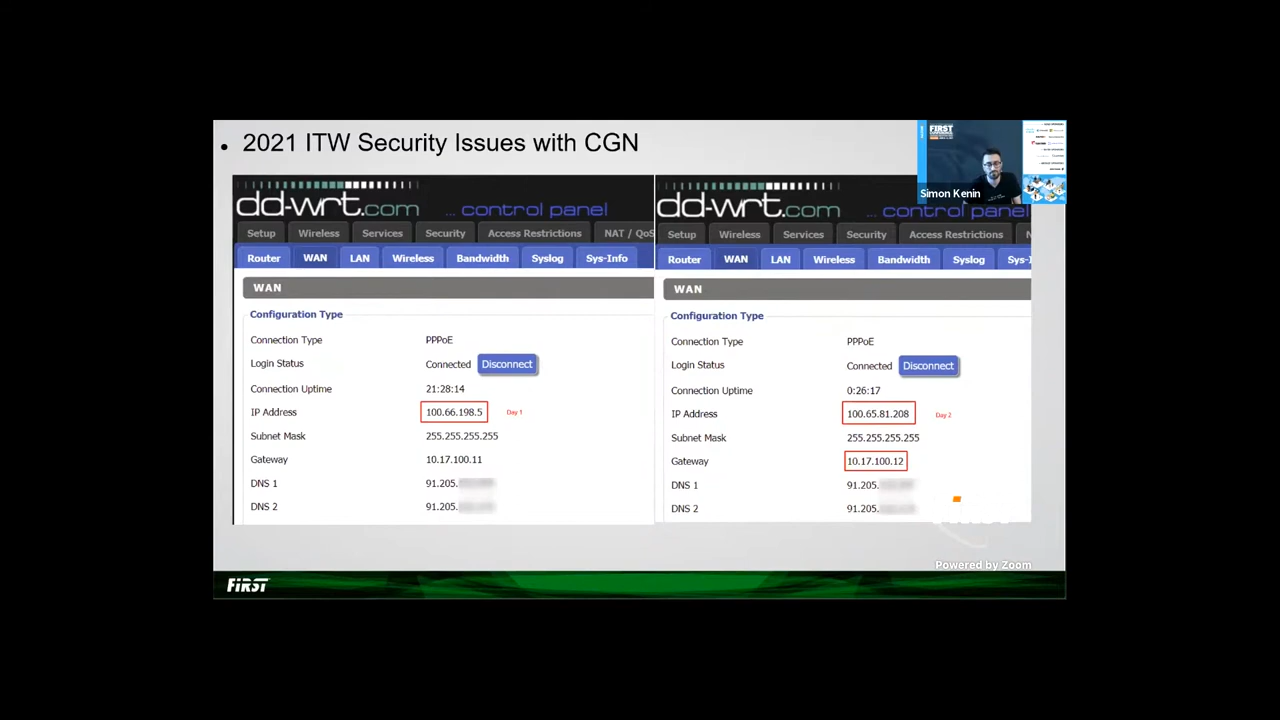 • 2021 ITW Security Issues with CGN
FIRST
Simon Kenin
dd-wrt.com ... control panel
Setup Wireless Services Security Access Restrictions NAT / QoS
Router WAN LAN Wireless Bandwidth Syslog Sys-Info
WAN
Configuration Type
Connection Type PPPoE
Login Status Connected Disconnect
Connection Uptime 21:28:14
IP Address 100.66.198.5 Day 1
Subnet Mask 255.255.255.255
Gateway 10.17.100.11
DNS 1 91.205.
DNS 2 91.205.
dd-wrt.com ... control panel
Setup Wireless Services Security Access Restrictions N
Router WAN LAN Wireless Bandwidth Syslog Sys-I
WAN
Configuration Type
Connection Type PPPoE
Login Status Connected Disconnect
Connection Uptime 0:26:17
IP Address 100.65.81.208 Day 2
Subnet Mask 255.255.255.255
Gateway 10.17.100.12
DNS 1 91.205.
DNS 2 91.205.
Powered by Zoom
FIRST